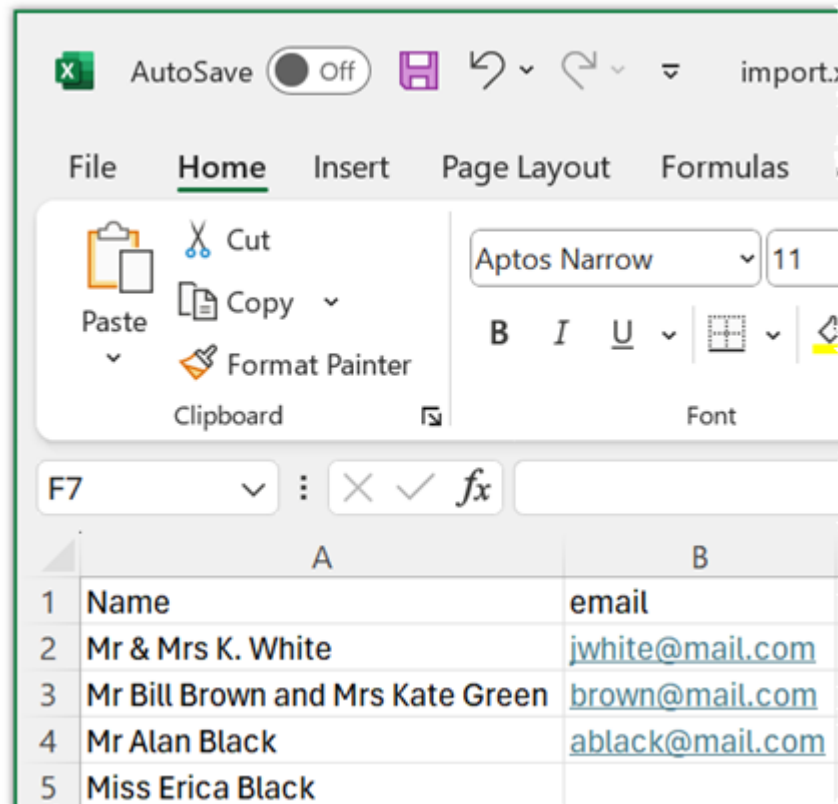 AutoSave Off import.x
File Home Insert Page Layout Formulas
Cut
Aptos Narrow 11
Copy
Paste
B I U
Format Painter
Clipboard Font
F7 fx
A B
1 Name email
2 Mr & Mrs K. White jwhite@mail.com
3 Mr Bill Brown and Mrs Kate Green brown@mail.com
4 Mr Alan Black ablack@mail.com
5 Miss Erica Black